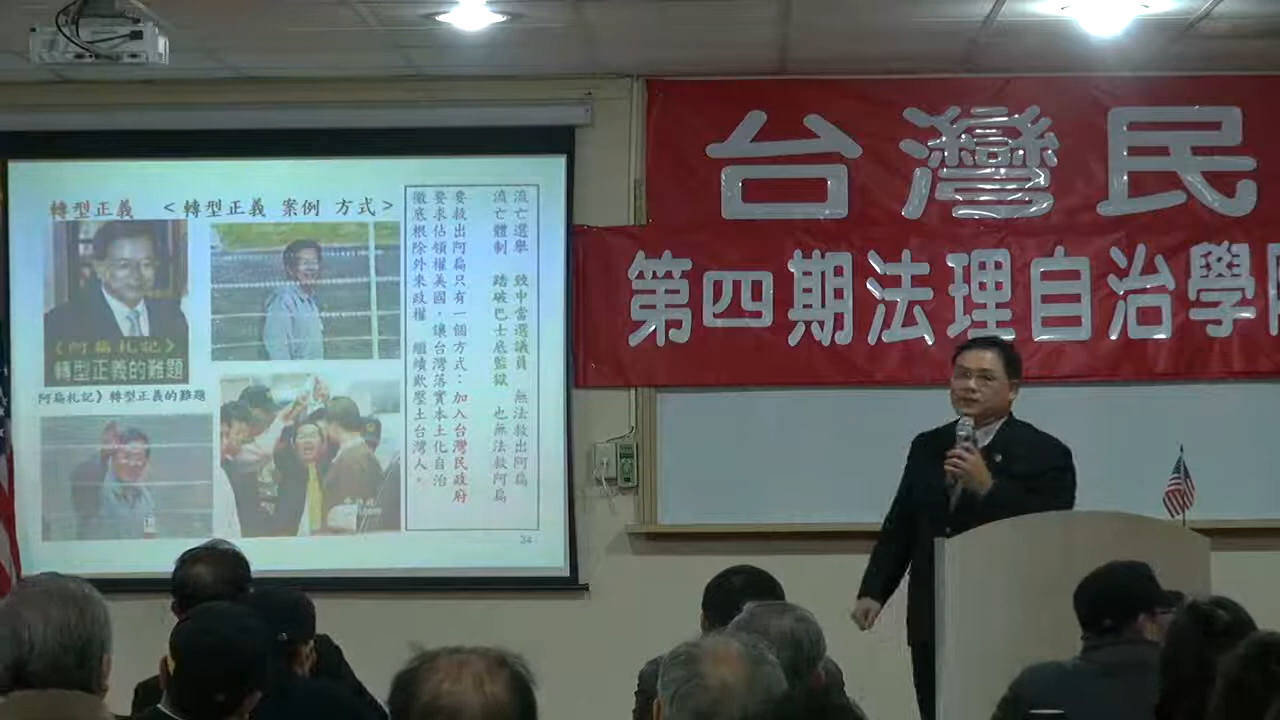 台灣民
第四期法理自治學院
轉型正義 <轉型正義 案例 方式>
《阿扁札記》
轉型正義的難題
阿扁札記》轉型正義的難題
流亡選舉 致中當選議員 無法救出阿扁
流亡體制 踏破巴士底監獄 也無法救阿扁
要救出阿扁只有一個方式：加入台灣民政府
要求佔領權美國，讓台灣落實本土化自治
徹底根除外來政權 繼續欺壓土台灣人。
34